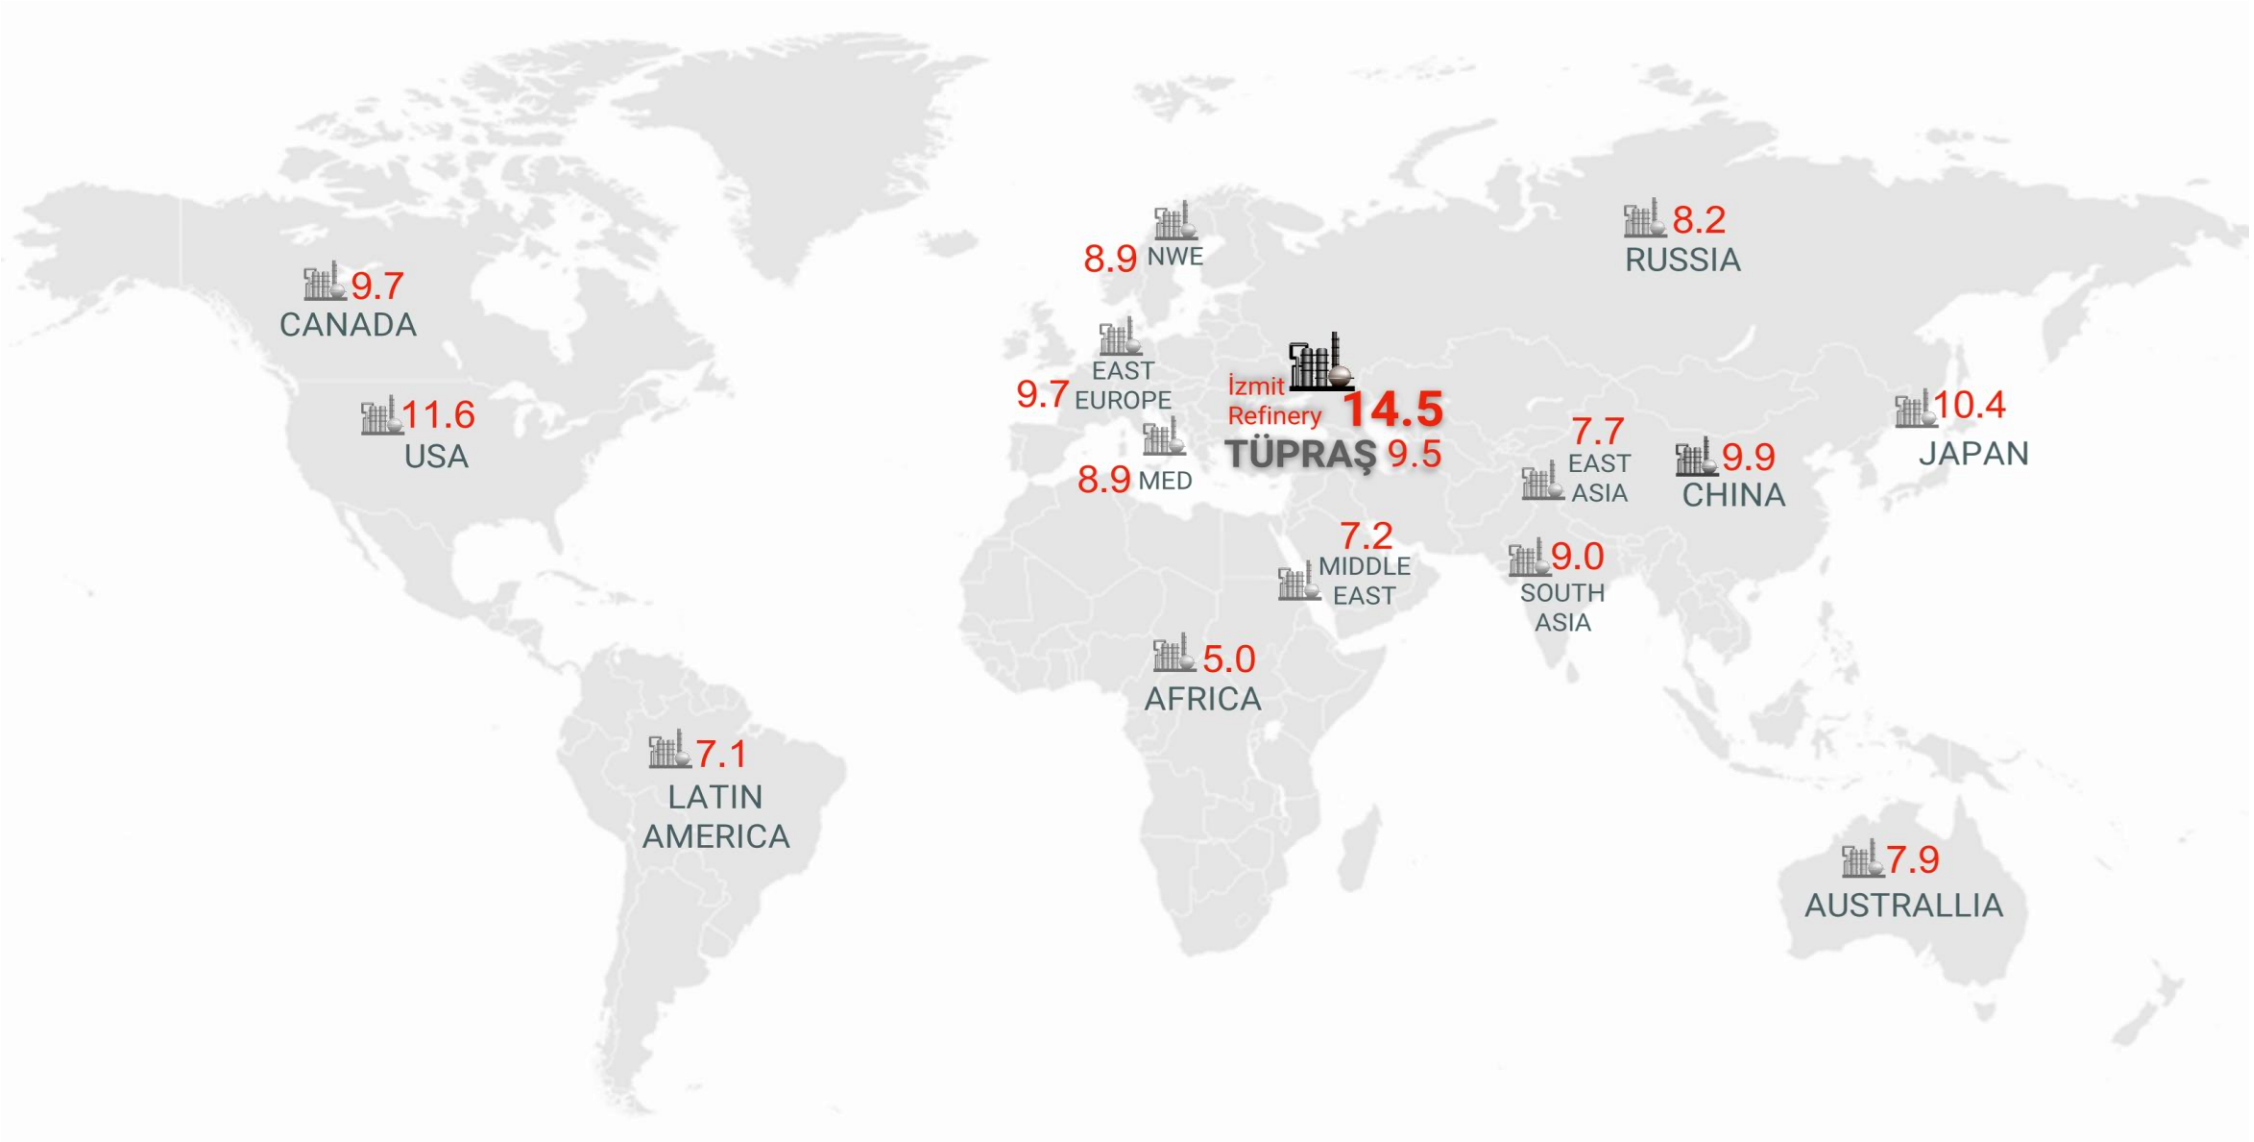 8.2
RUSSIA
8.9 NWE
9.7
CANADA
EAST
9.7 EUROPE
İzmit
Refinery 14.5
TÜPRAŞ 9.5
11.6
USA
10.4
JAPAN
7.7
EAST
ASIA
9.9
CHINA
8.9 MED
7.2
MIDDLE
EAST
9.0
SOUTH
ASIA
5.0
AFRICA
7.1
LATIN
AMERICA
7.9
AUSTRALLIA